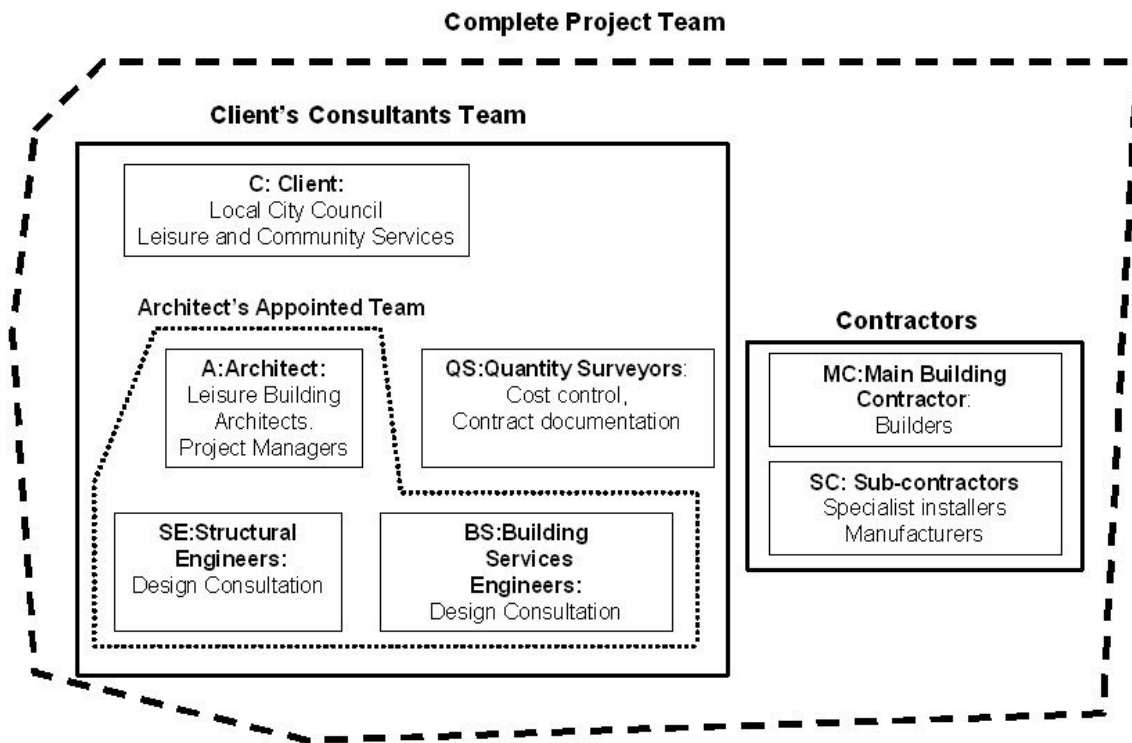 Complete Project Team
Client's Consultants Team
C: Client:
Local City Council
Leisure and Community Services
Architect's Appointed Team
A:Architect:
Leisure Building
Architects.
Project Managers
QS:Quantity Surveyors:
Cost control,
Contract documentation
SE:Structural
Engineers:
Design Consultation
BS:Building
Services
Engineers:
Design Consultation
Contractors
MC:Main Building
Contractor:
Builders
SC: Sub-contractors
Specialist installers
Manufacturers